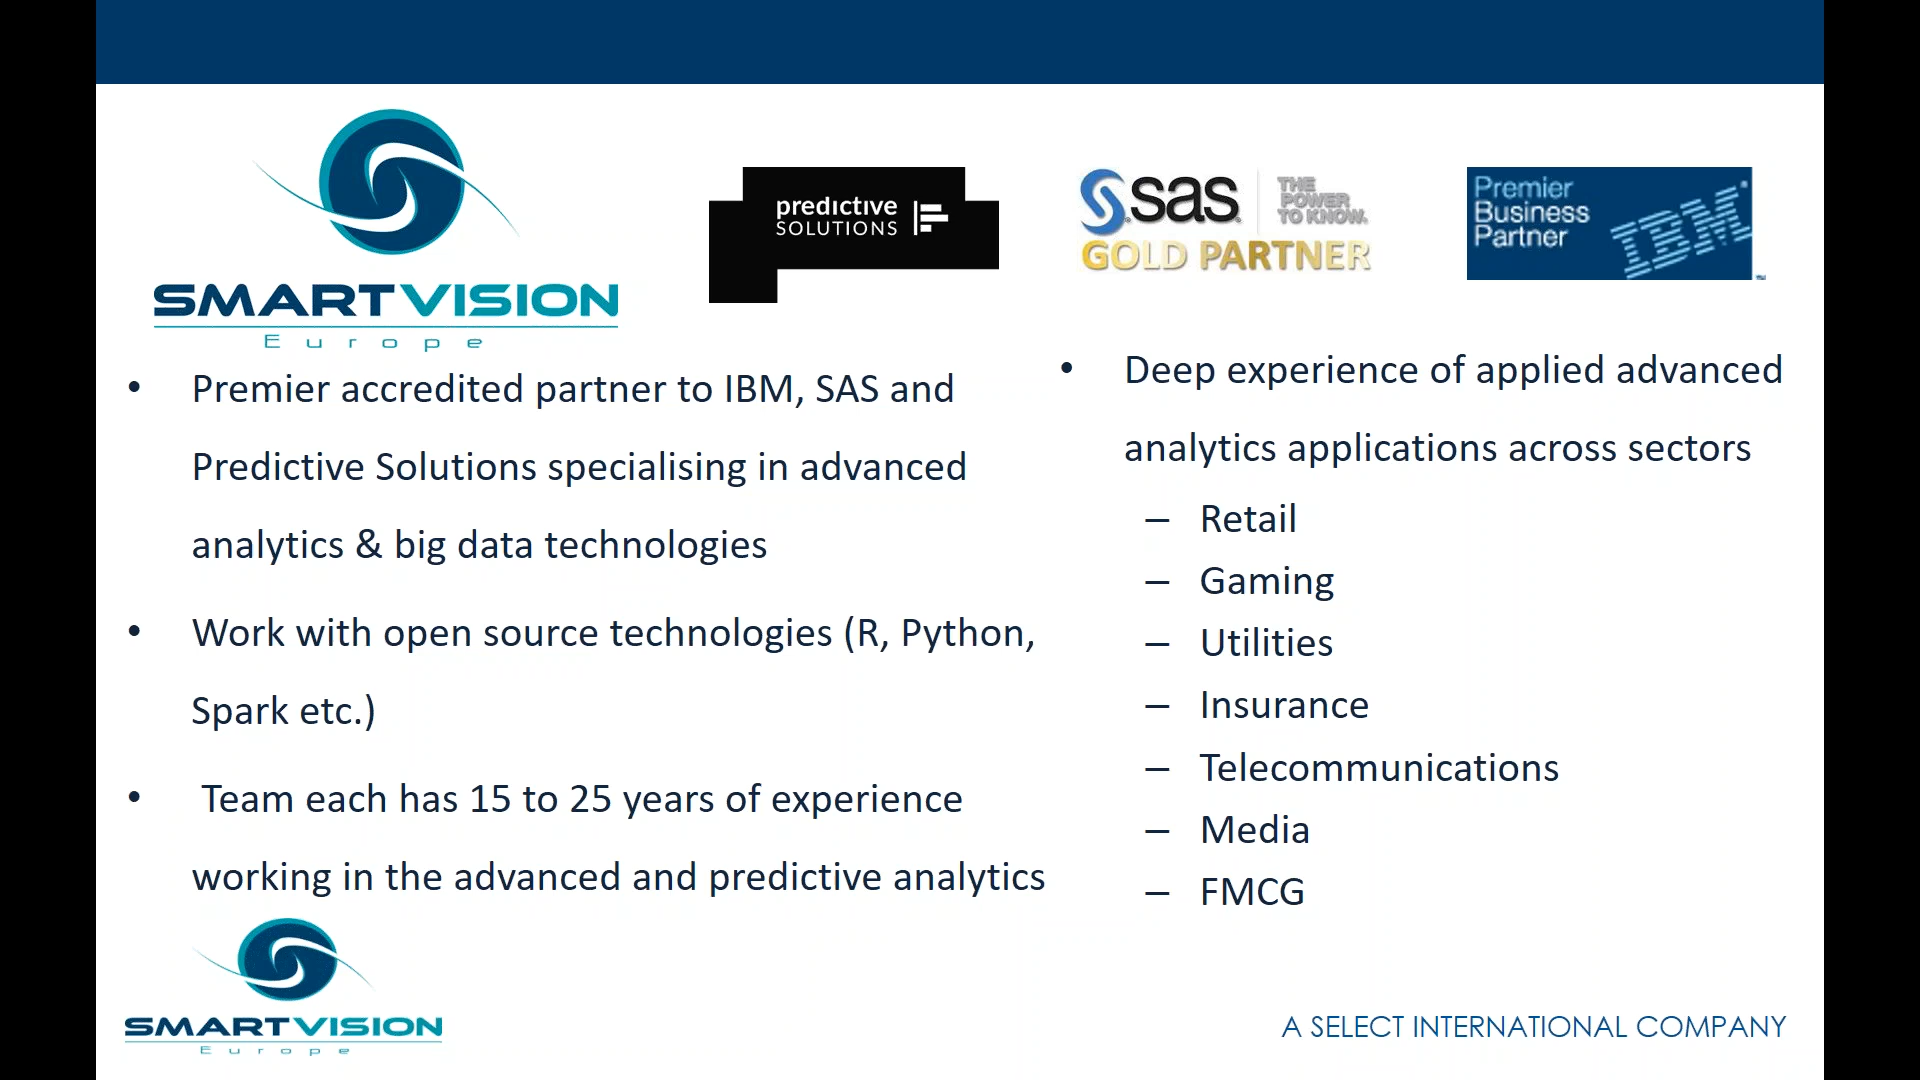 SMARTVISION
Europe
predictive
SOLUTIONS
sas
THE
POWER
TO KNOW.
GOLD PARTNER
Premier
Business
Partner
IBM
• Premier accredited partner to IBM, SAS and
Predictive Solutions specialising in advanced
analytics & big data technologies
• Work with open source technologies (R, Python,
Spark etc.)
• Team each has 15 to 25 years of experience
working in the advanced and predictive analytics
• Deep experience of applied advanced
analytics applications across sectors
– Retail
– Gaming
– Utilities
– Insurance
– Telecommunications
– Media
– FMCG
SMARTVISION
Europe
A SELECT INTERNATIONAL COMPANY